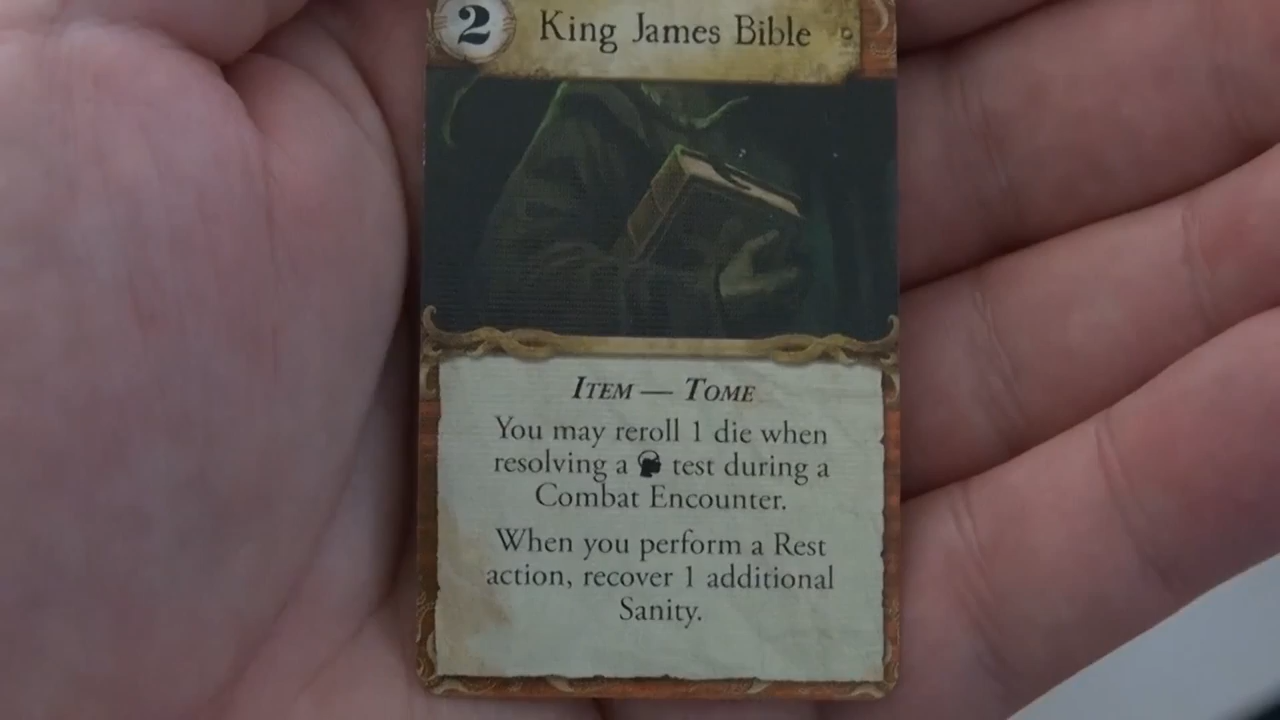 2
King James Bible
ITEM — TOME
You may reroll 1 die when
resolving a test during a
Combat Encounter.
When you perform a Rest
action, recover 1 additional
Sanity.